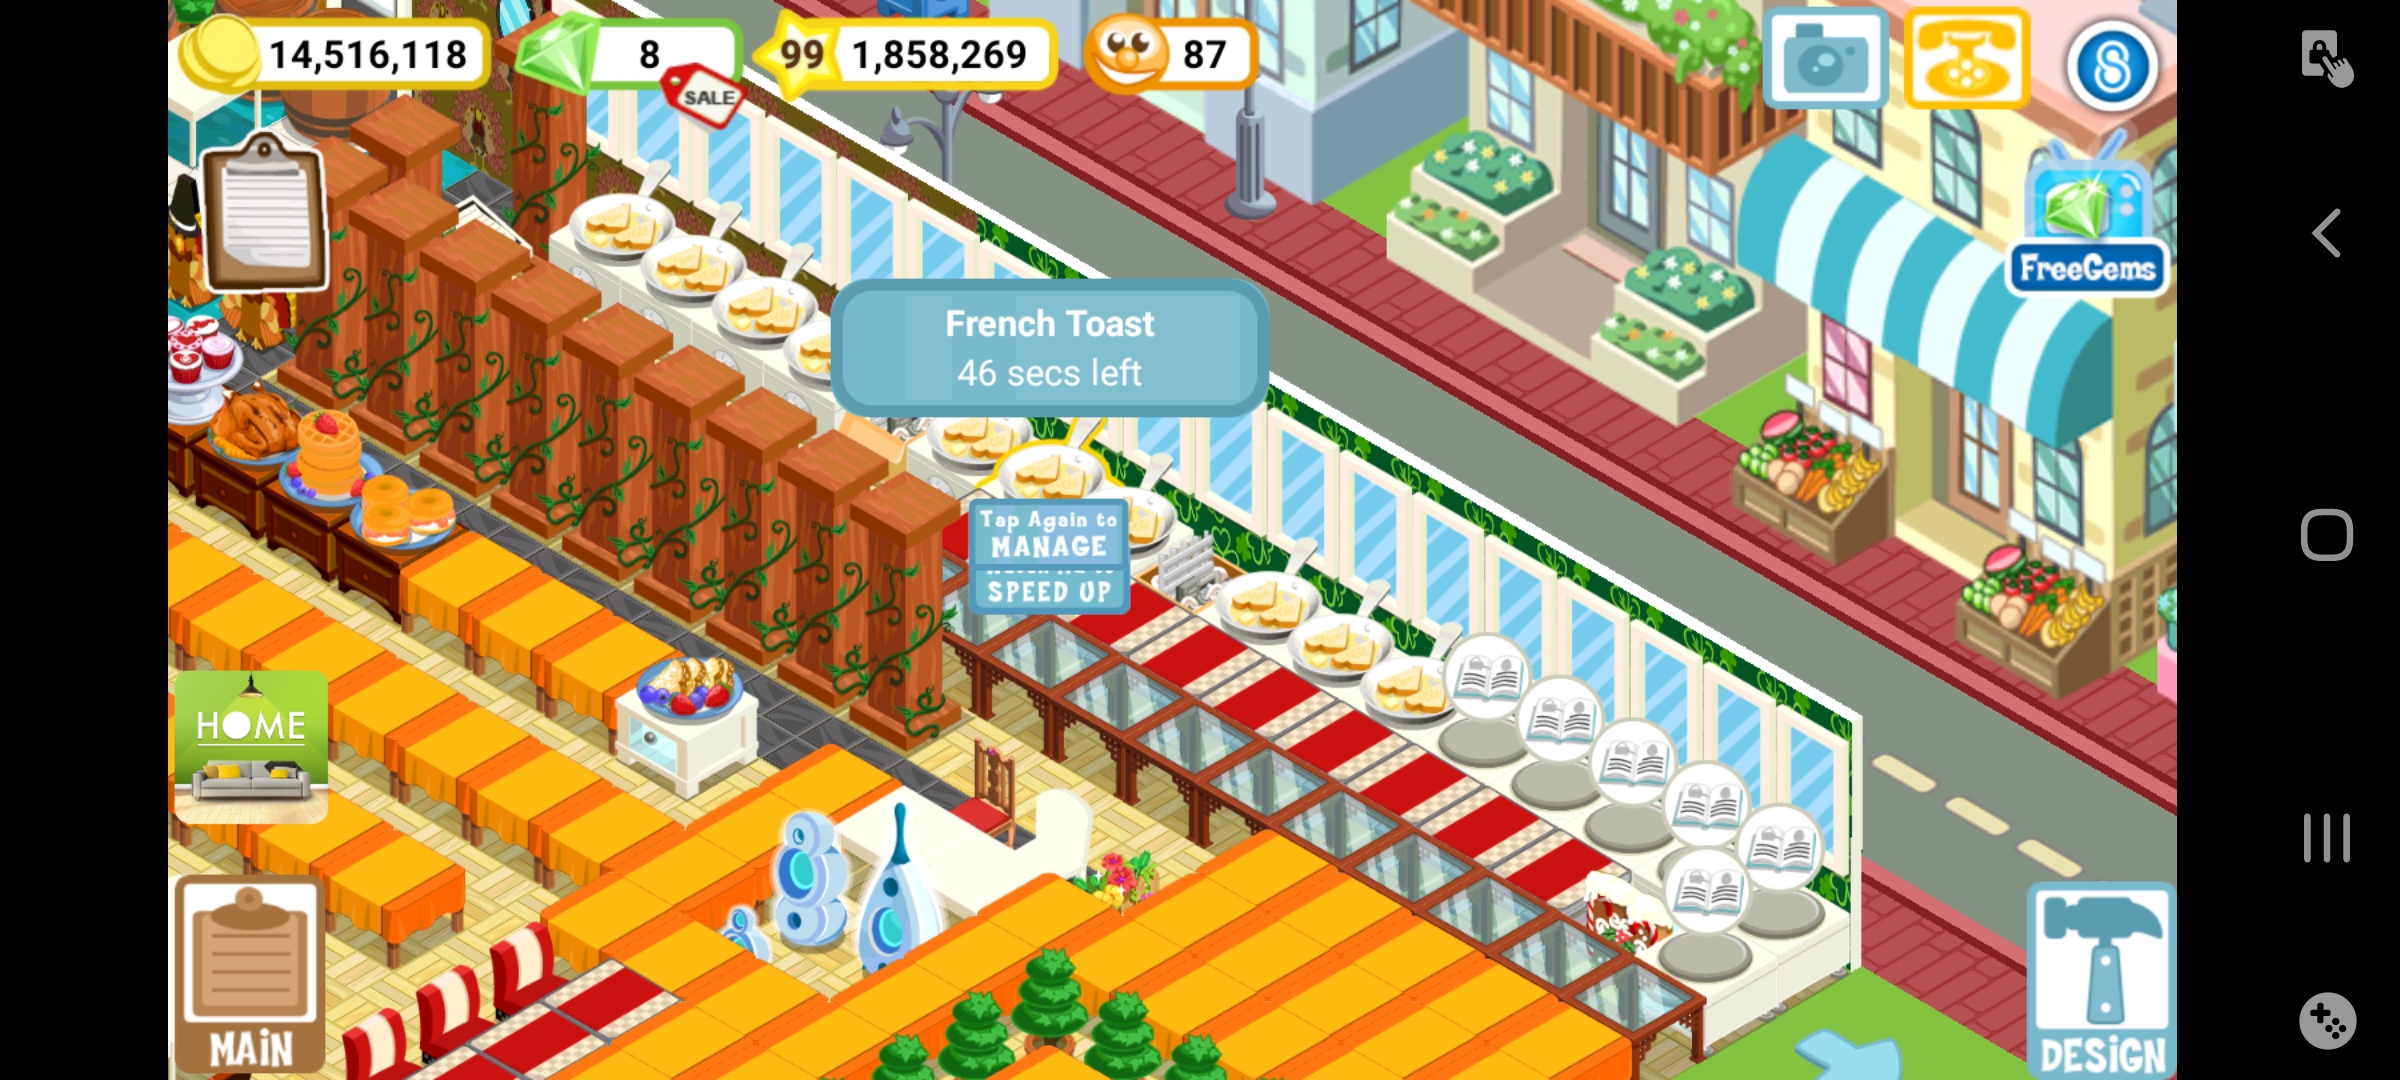 14,516,118
8
SALE
99 1,858,269
87
FreeGems
French Toast
46 secs left
Tap Again to
MANAGE
SPEED UP
HOME
MAiN
DESiGN